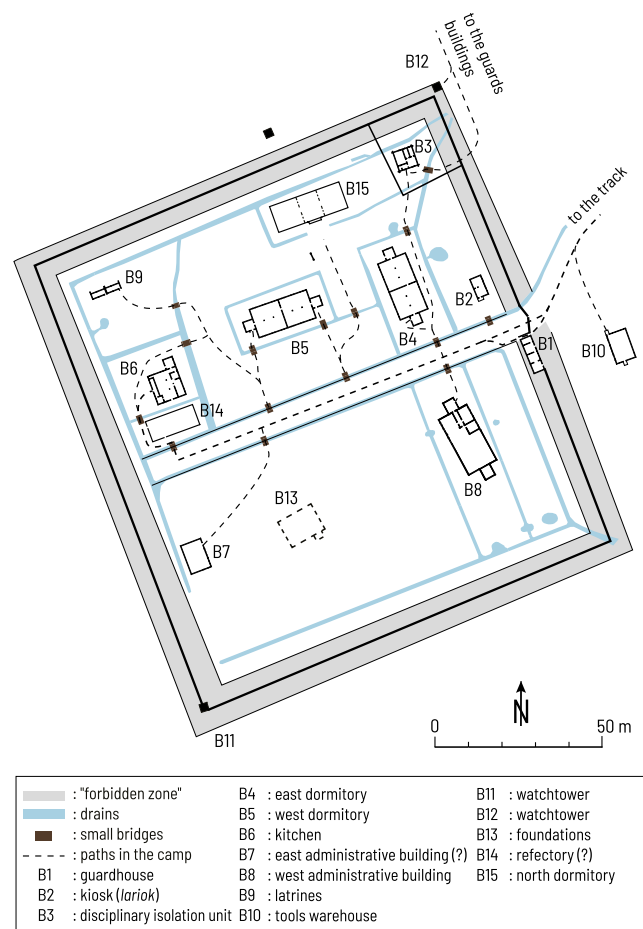 to the guards
buildings
B12
B3
B15
to the track
B9
B2
B4
B5
B1
B10
B6
B14
B8
B13
B7
N
0
50 m
B11
: "forbidden zone"
: drains
: small bridges
: paths in the camp
B1 : guardhouse
B2 : kiosk (lariok)
B3 : disciplinary isolation unit
B4 : east dormitory
B5 : west dormitory
B6 : kitchen
B7 : east administrative building (?)
B8 : west administrative building
B9 : latrines
B10 : tools warehouse
B11 : watchtower
B12 : watchtower
B13 : foundations
B14 : refectory (?)
B15 : north dormitory